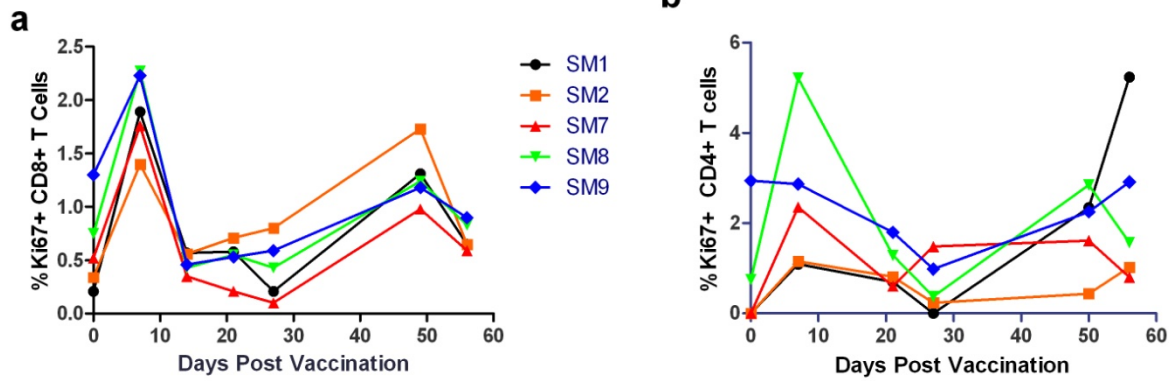 a
% Ki67+ CD8+ T Cells
2.5
2.0
1.5
1.0
0.5
0.0
0 10 20 30 40 50 60
Days Post Vaccination
SM1
SM2
SM7
SM8
SM9
b
% Ki67+ CD4+ T cells
6
4
2
0
0 10 20 30 40 50 60
Days Post Vaccination